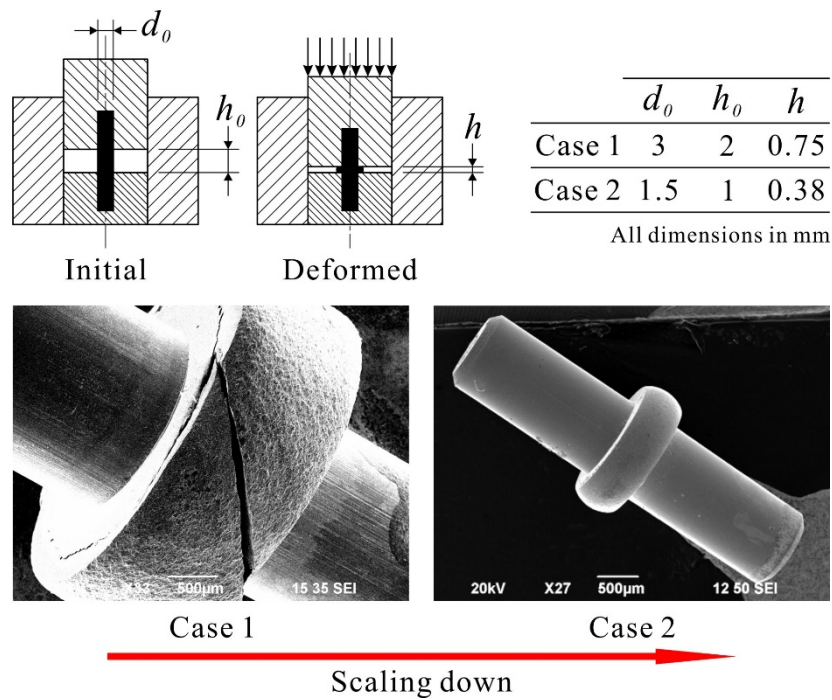 d₀
h₀
h
Initial
Deformed
d₀ h₀ h
Case 1 3 2 0.75
Case 2 1.5 1 0.38
All dimensions in mm
X33 500µm 15 35 SEI
20kV X27 500µm 12 50 SEI
Case 1
Case 2
Scaling down